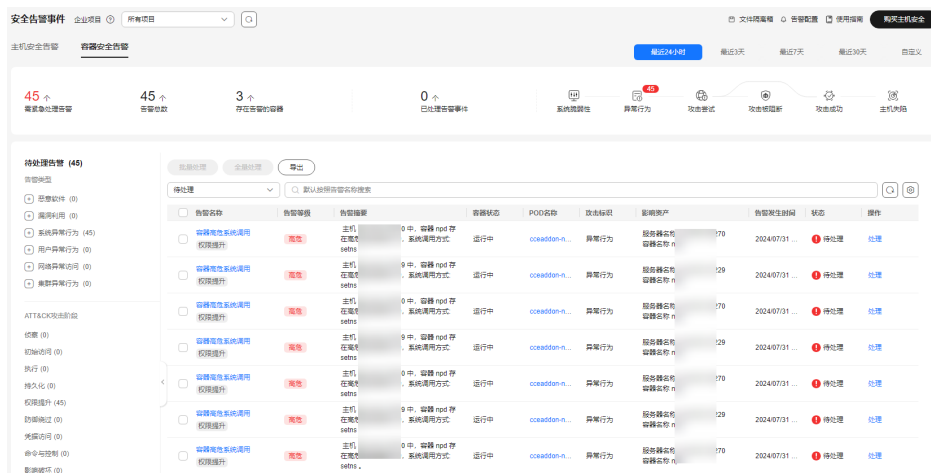 安全告警事件 企业项目 所有项目 文件隔离箱 告警配置 使用指南 购买主机安全
主机安全告警 容器安全告警 最近24小时 最近3天 最近7天 最近30天 自定义
45 45 3 0 45
需紧急处理告警 告警总数 存在告警的容器 已处理告警事件 系统脆弱性 异常行为 攻击尝试 攻击被阻断 攻击成功 主机失陷
待处理告警 (45)
告警类型
恶意软件 (0)
漏洞利用 (0)
系统异常行为 (45)
用户异常行为 (0)
网络异常访问 (0)
集群异常行为 (0)
ATT&CK攻击阶段
侦察 (0)
初始访问 (0)
执行 (0)
持久化 (0)
权限提升 (45)
防御绕过 (0)
凭据访问 (0)
命令与控制 (0)
影响破坏 (0)
批量处理 全量处理 导出
待处理 默认按照告警名称搜索
告警名称 告警等级 告警摘要 容器状态 POD名称 攻击标识 影响资产 告警发生时间 状态 操作
容器高危系统调用 主机 0 中,容器 npd 存 服务器名称 270
权限提升 高危 在高危 ,系统调用方式: 运行中 cceaddon-n... 异常行为 容器名称 n 2024/07/31 ... 待处理 处理
setns
容器高危系统调用 主机 9 中,容器 npd 存 服务器名称 229
权限提升 高危 在高危 ,系统调用方式: 运行中 cceaddon-n... 异常行为 容器名称 n 2024/07/31 ... 待处理 处理
setns
容器高危系统调用 主机 0 中,容器 npd 存 服务器名称 270
权限提升 高危 在高危 ,系统调用方式: 运行中 cceaddon-n... 异常行为 容器名称 n 2024/07/31 ... 待处理 处理
setns
容器高危系统调用 主机 9 中,容器 npd 存 服务器名称 229
权限提升 高危 在高危 ,系统调用方式: 运行中 cceaddon-n... 异常行为 容器名称 n 2024/07/31 ... 待处理 处理
setns
容器高危系统调用 主机 0 中,容器 npd 存 服务器名称 270
权限提升 高危 在高危 ,系统调用方式: 运行中 cceaddon-n... 异常行为 容器名称 n 2024/07/31 ... 待处理 处理
setns
容器高危系统调用 主机 9 中,容器 npd 存 服务器名称 229
权限提升 高危 在高危 ,系统调用方式: 运行中 cceaddon-n... 异常行为 容器名称 n 2024/07/31 ... 待处理 处理
setns
容器高危系统调用 主机 0 中,容器 npd 存 服务器名称 270
权限提升 高危 在高危 ,系统调用方式: 运行中 cceaddon-n... 异常行为 容器名称 n 2024/07/31 ... 待处理 处理
setns 。